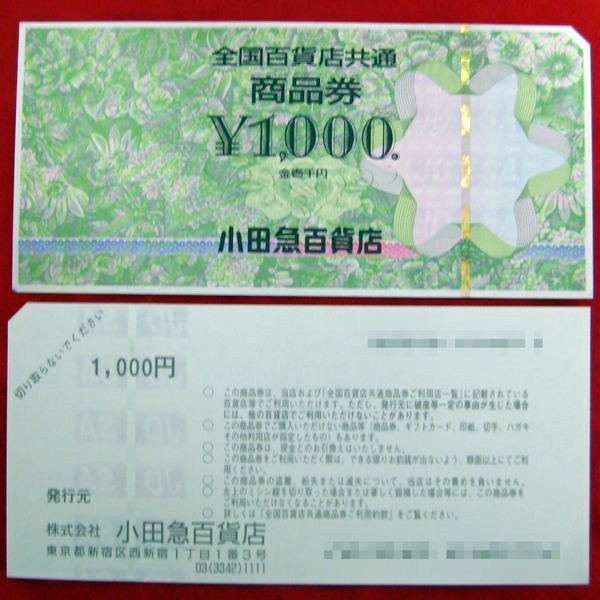 全国百貨店共通
商品券
¥1,000。
金壱千円
小田急百貨店
切り取らないでください
1,000円
○ この商品券は、当店および「全国百貨店共通商品券ご利用店一覧」に記載されている
百貨店等でご利用いただけます。ただし、発行元に破産等一定の事由が生じた場合
には、他の百貨店でご利用いただけないことがあります。
○ この商品券でご購入いただけない商品等（商品券、ギフトカード、印紙、切手、ハガキ
その他利用店が指定したもの）もあります。
○ この商品券は、現金とのお引換えはいたしません。
○ この商品券をご利用いただく際は、できる限りお釣銭が出ないよう、額面以上にてご利
用ください。
○ この商品券の盗難、紛失または滅失について、当店はその責めを負いません。
○ 左上のミシン線を切り取った場合または著しく毀損した場合等には、この商品券を
ご利用いただけなくなることがあります。
○ 詳しくは「全国百貨店共通商品券ご利用約款」をご覧ください。
発行元
株式会社 小田急百貨店
東京都新宿区西新宿1丁目1番3号
03(3342)1111